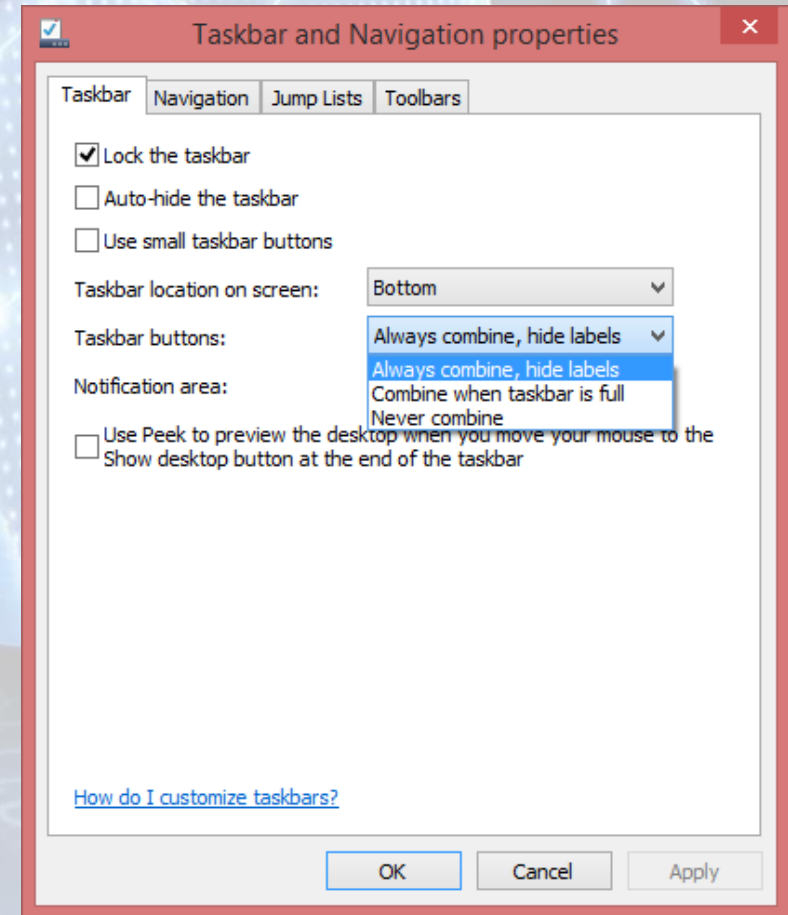 Taskbar and Navigation properties
Taskbar
Navigation
Jump Lists
Toolbars
Lock the taskbar
Auto-hide the taskbar
Use small taskbar buttons
Taskbar location on screen: Bottom
Taskbar buttons: Always combine, hide labels
Always combine, hide labels
Combine when taskbar is full
Notification area:
Never combine
Use Peek to preview the desktop when you move your mouse to the
Show desktop button at the end of the taskbar
How do I customize taskbars?
OK
Cancel
Apply